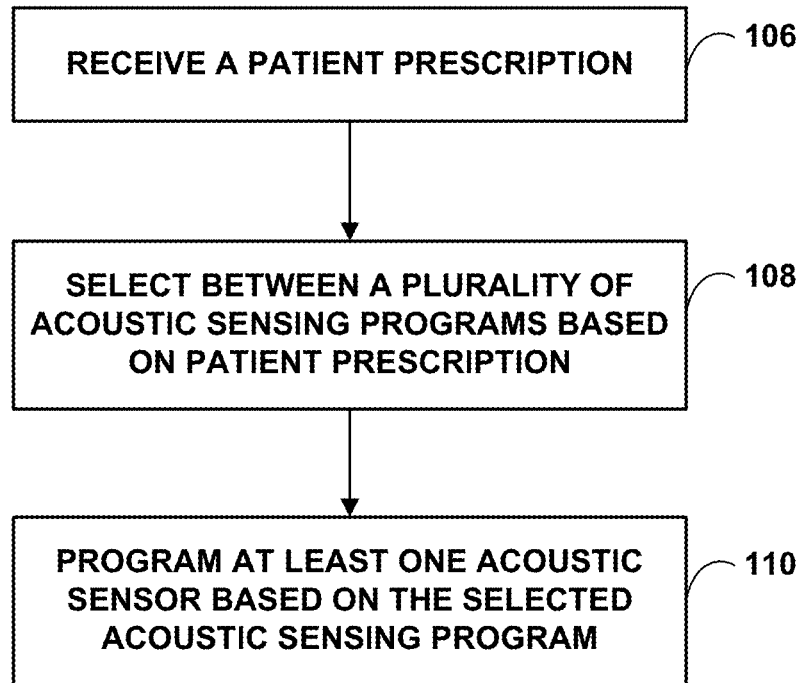 RECEIVE A PATIENT PRESCRIPTION
106
SELECT BETWEEN A PLURALITY OF
ACOUSTIC SENSING PROGRAMS BASED
ON PATIENT PRESCRIPTION
108
PROGRAM AT LEAST ONE ACOUSTIC
SENSOR BASED ON THE SELECTED
ACOUSTIC SENSING PROGRAM
110